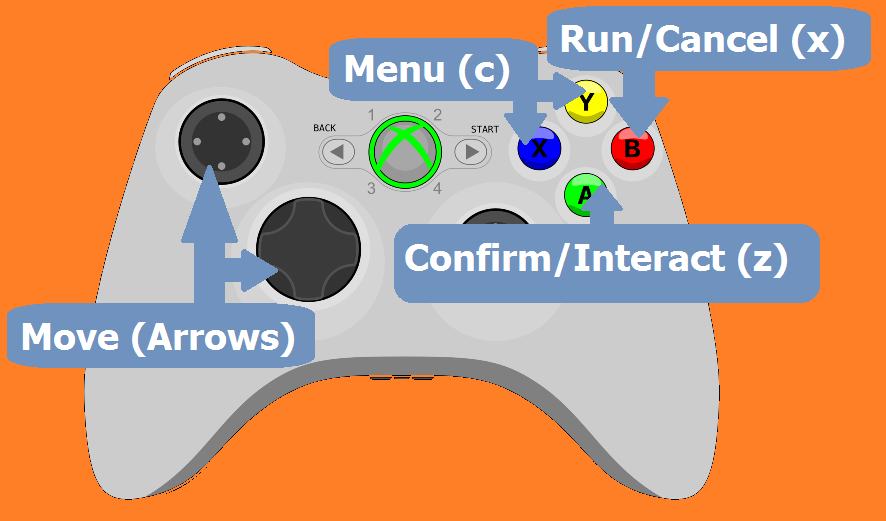 Run/Cancel (x)
Menu (c)
Y
1 2
BACK START
X B
3 4
A
Confirm/Interact (z)
Move (Arrows)